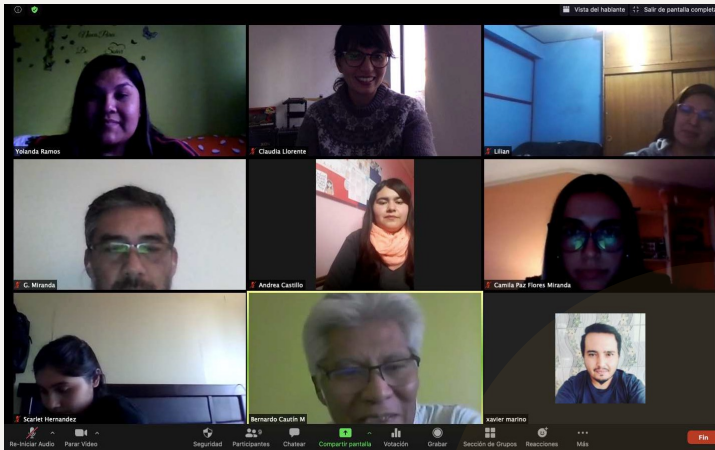 Vista del hablante Salir de pantalla completa
Yolanda Ramos
Claudia Llorente
Lilian
G. Miranda
Andrea Castillo
Camila Paz Flores Miranda
Scarlet Hernandez
Bernardo Cautín M
xavier marino
Re-Iniciar Audio Parar Video Seguridad Participantes 9 Chatear Compartir pantalla Votación Grabar Sección de Grupos Reacciones Más Fin